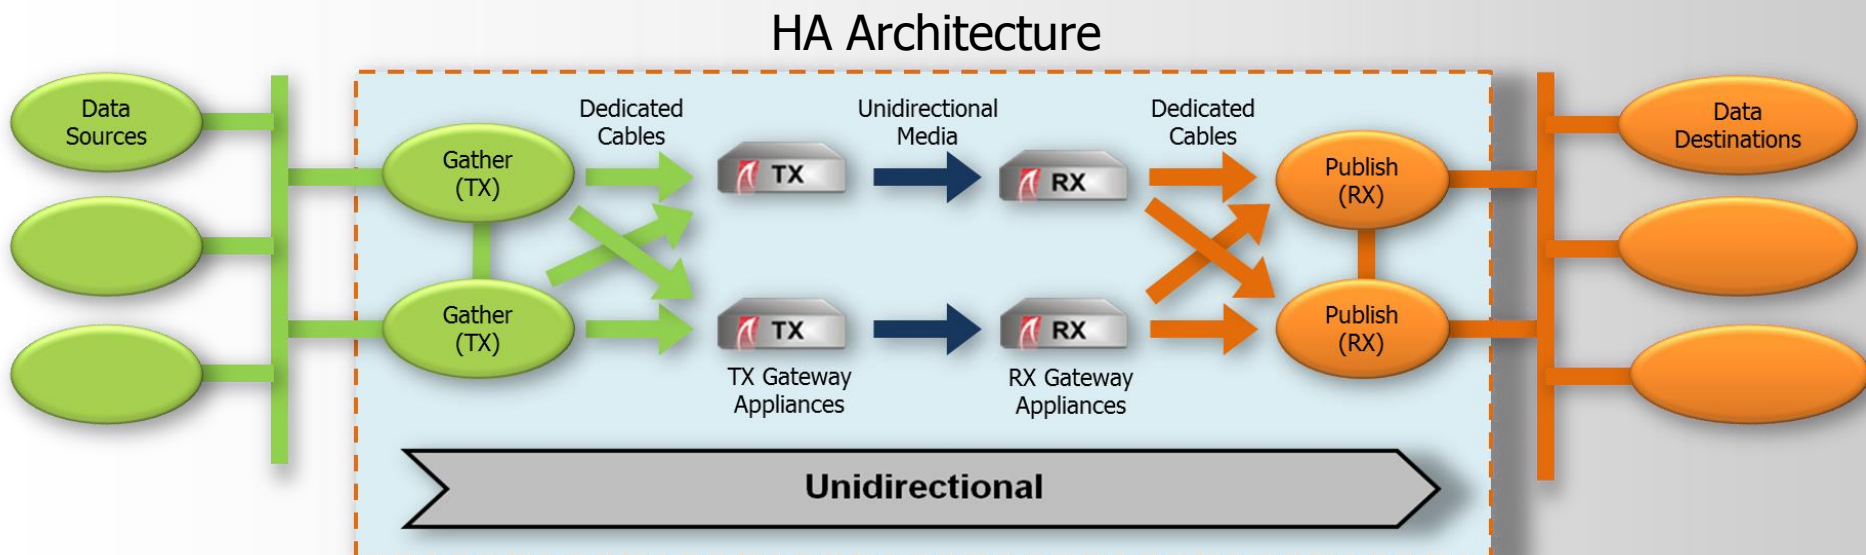 HA Architecture
Data
Sources
Dedicated
Cables
Unidirectional
Media
Dedicated
Cables
Data
Destinations
Gather
(TX)
TX
RX
Publish
(RX)
Gather
(TX)
TX
RX
Publish
(RX)
TX Gateway
Appliances
RX Gateway
Appliances
Unidirectional